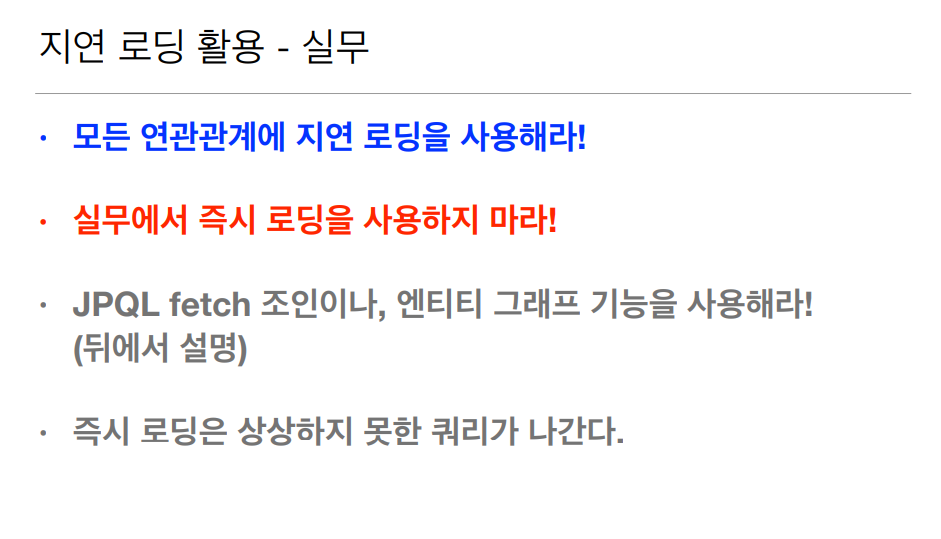 지연 로딩 활용 - 실무
• 모든 연관관계에 지연 로딩을 사용해라!
• 실무에서 즉시 로딩을 사용하지 마라!
• JPQL fetch 조인이나, 엔티티 그래프 기능을 사용해라!
(뒤에서 설명)
• 즉시 로딩은 상상하지 못한 쿼리가 나간다.